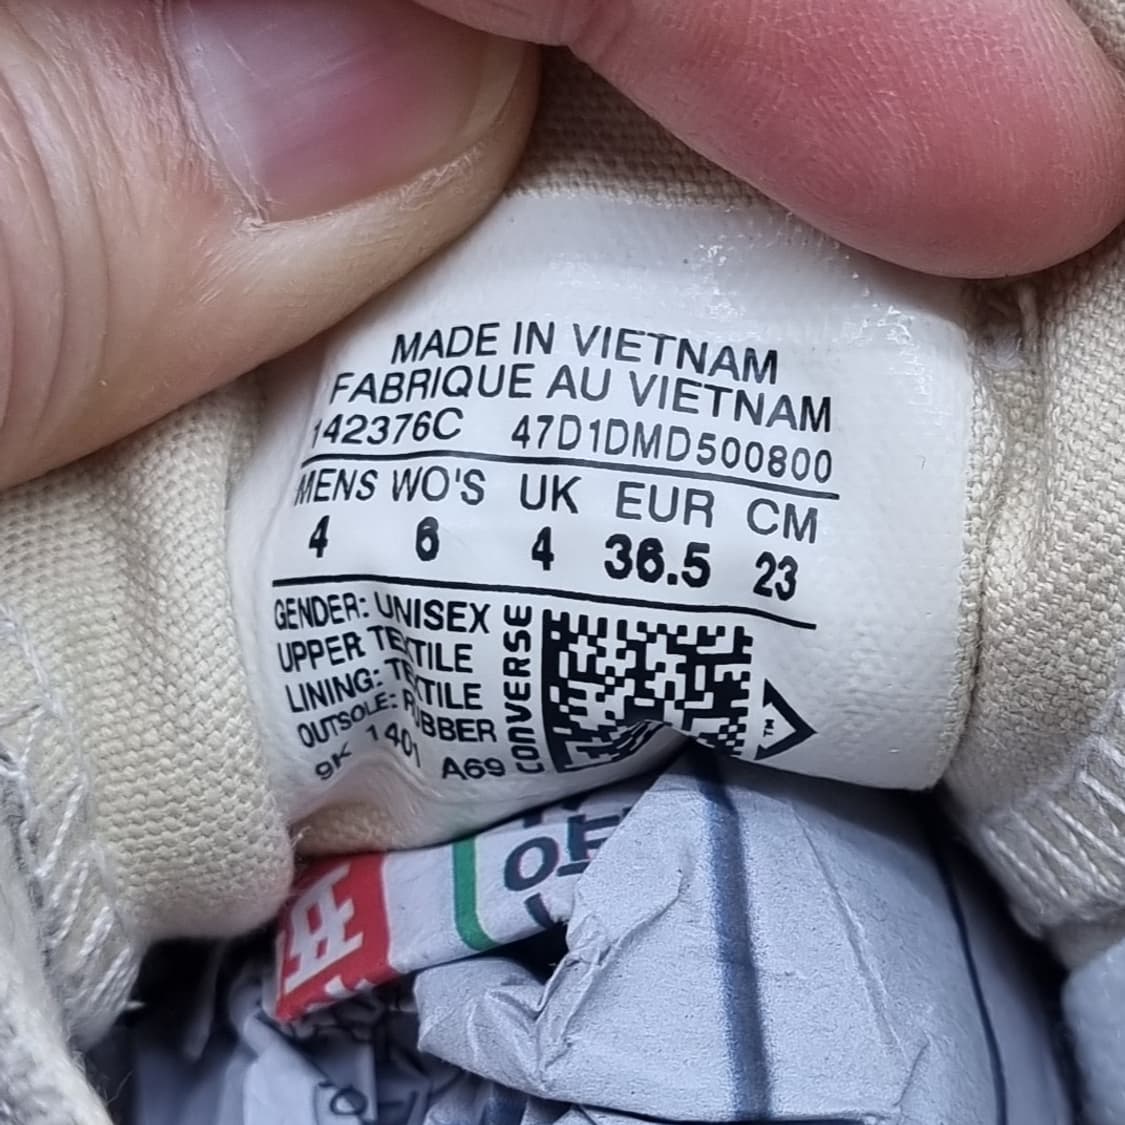 MADE IN VIETNAM
FABRIQUE AU VIETNAM
142376C 47D1DMD500800
MENS WO'S UK EUR CM
4 6 4 36.5 23
GENDER: UNISEX
UPPER TEXTILE
LINING: TEXTILE
OUTSOLE: RUBBER
9K 1401 A69
CONVERSE
TM